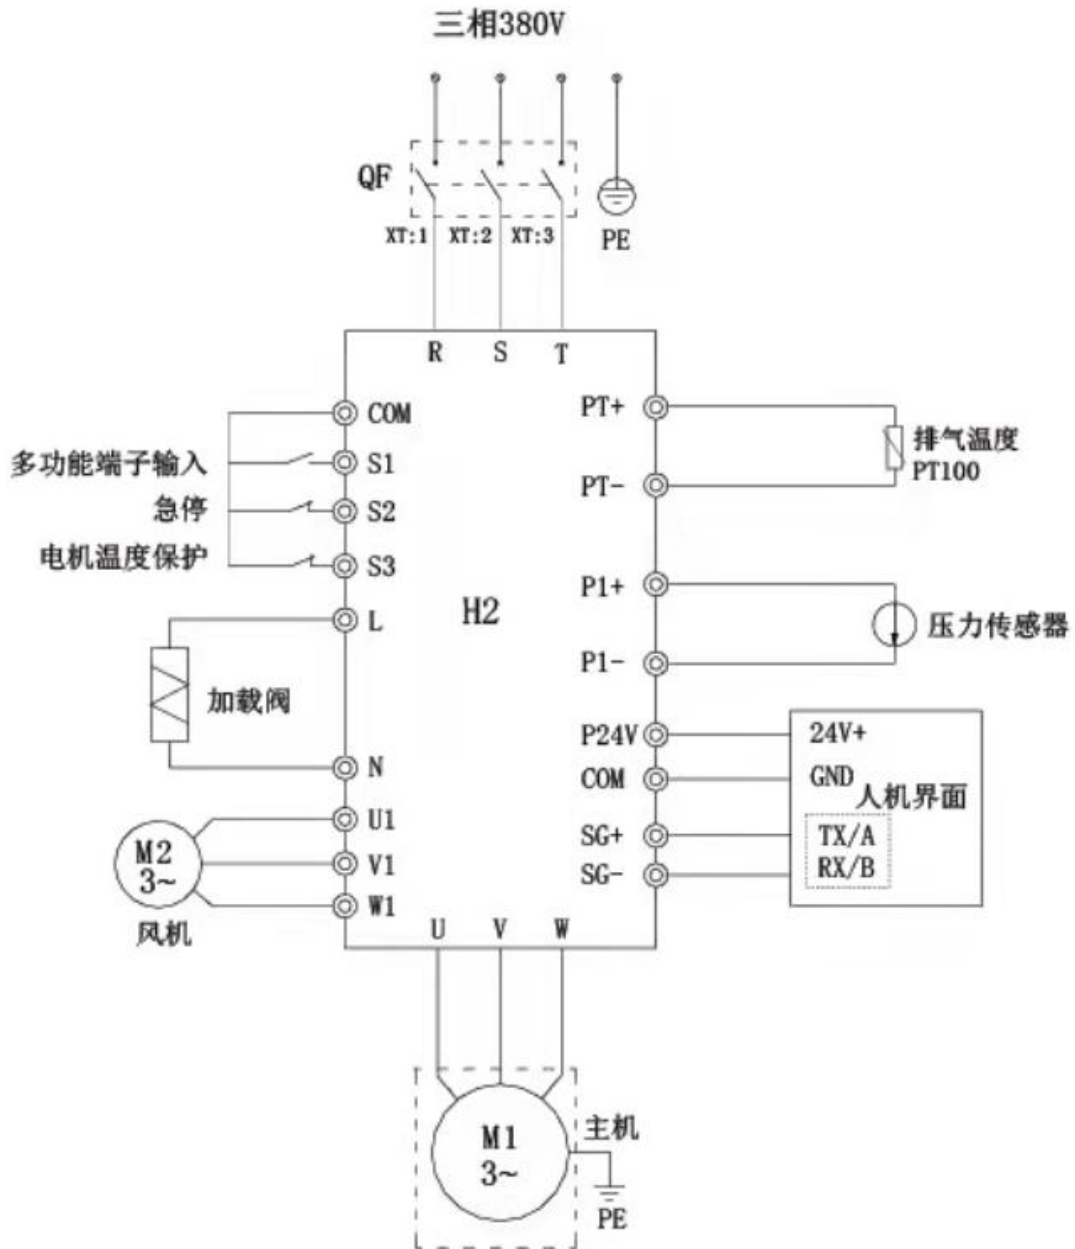 三相380V
QF
XT:1 XT:2 XT:3
PE
R S T
COM
PT+
排气温度
多功能端子输入
S1
PT100
PT-
急停
S2
电机温度保护
S3
P1+
H2
L
压力传感器
P1-
加载阀
P24V
24V+
N
COM
GND
人机界面
U1
SG+
TX/A
M2
3~
V1
SG-
RX/B
W1
风机
U V W
主机
M1
3~
PE